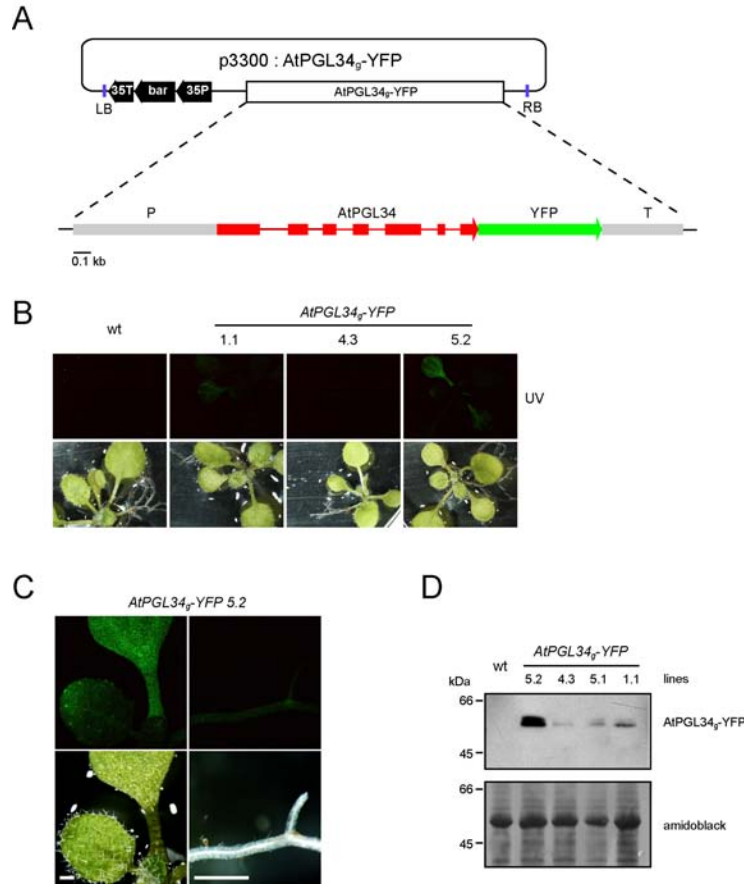 A
p3300 : AtPGL34g-YFP
35T bar 35P
AtPGL34g-YFP
LB
RB
P AtPGL34 YFP T
0.1 kb
B
AtPGL34g-YFP
wt
1.1 4.3 5.2
UV
C
AtPGL34g-YFP 5.2
D
AtPGL34g-YFP
wt
kDa 5.2 4.3 5.1 1.1 lines
66
AtPGL34g-YFP
45
66
amidoblack
45